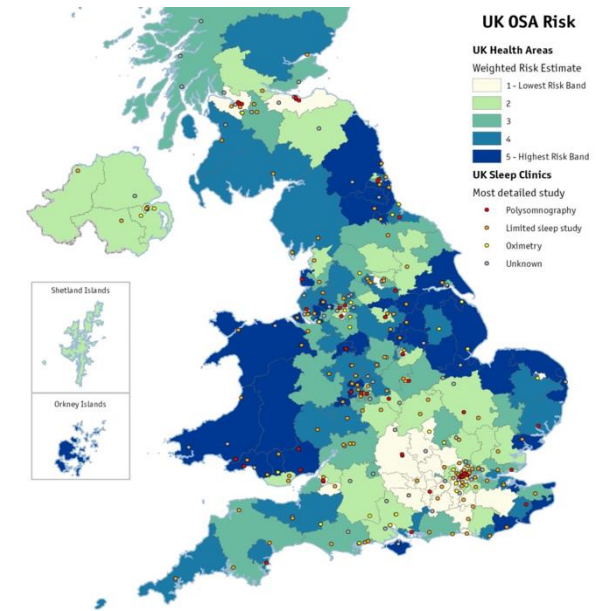 UK OSA Risk
UK Health Areas
Weighted Risk Estimate
1 - Lowest Risk Band
2
3
4
5 - Highest Risk Band
UK Sleep Clinics
Most detailed study
Polysomnography
Limited sleep study
Oximetry
Unknown
Shetland Islands
Orkney Islands